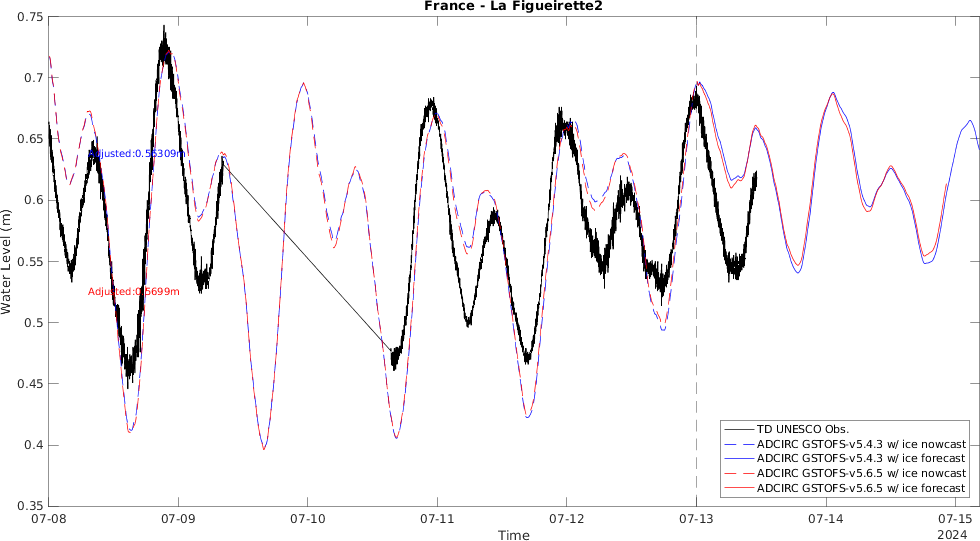 France - La Figueirette2
Water Level (m)
0.75
0.7
0.65
0.6
0.55
0.5
0.45
0.4
0.35
Adjusted:0.55309m
Adjusted:0.5699m
TD UNESCO Obs.
ADCIRC GSTOFS-v5.4.3 w/ ice nowcast
ADCIRC GSTOFS-v5.4.3 w/ ice forecast
ADCIRC GSTOFS-v5.6.5 w/ ice nowcast
ADCIRC GSTOFS-v5.6.5 w/ ice forecast
07-08 07-09 07-10 07-11 07-12 07-13 07-14 07-15
Time
2024